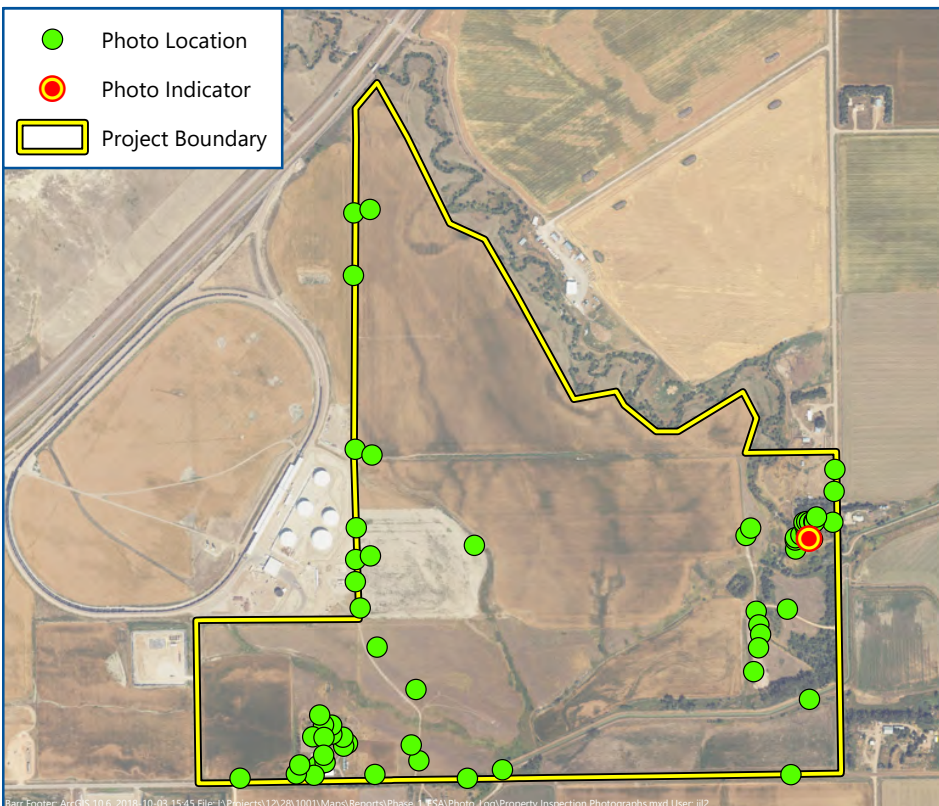 Photo Location
Photo Indicator
Project Boundary
Barr Footer: ArcGIS 10.6, 2018-10-03 15:45 File: I:\Projects\12\28\1001\Maps\Reports\Phase_1_ESA\Photo_Log\Property Inspection Photographs.mxd User: jjl2